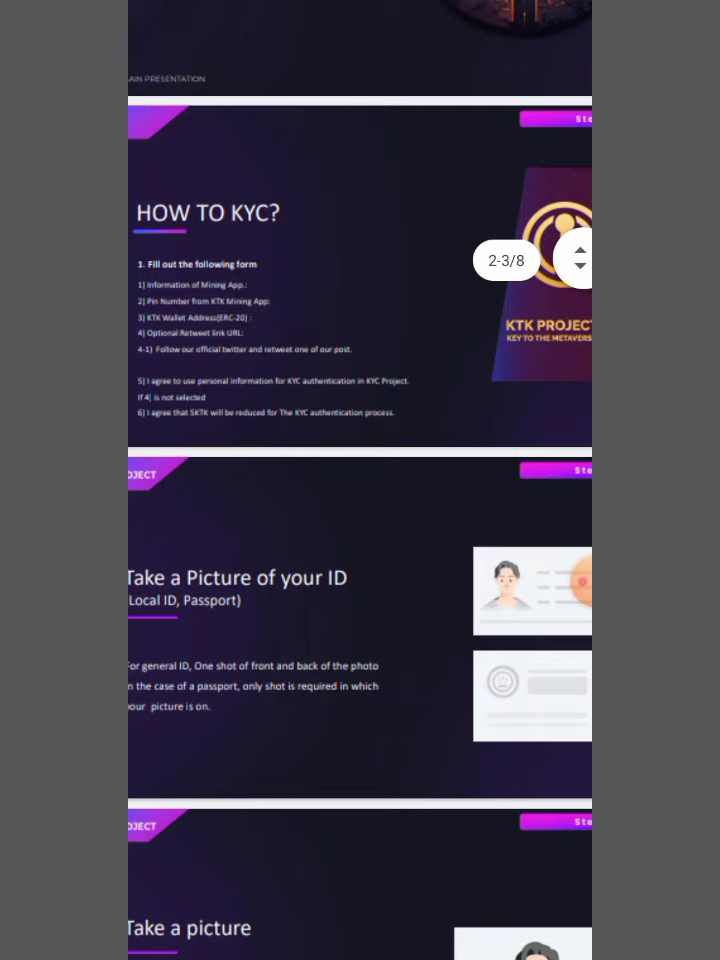 AIN PRESENTATION
Ste
HOW TO KYC?
1. Fill out the following form
1) Information of Mining App.:
2) Pin Number from KTK Mining App:
3) KTK Wallet Address(ERC-20) :
4) Optional Retweet link URL:
4-1) Follow our official twitter and retweet one of our post.
5) I agree to use personal information for KYC authentication in KYC Project.
If 4) is not selected
6) I agree that 5KTK will be reduced for The KYC authentication process.
2-3/8
KTK PROJECT
KEY TO THE METAVERS
OJECT
Ste
Take a Picture of your ID
(Local ID, Passport)
For general ID, One shot of front and back of the photo
n the case of a passport, only shot is required in which
your picture is on.
OJECT
Ste
Take a picture